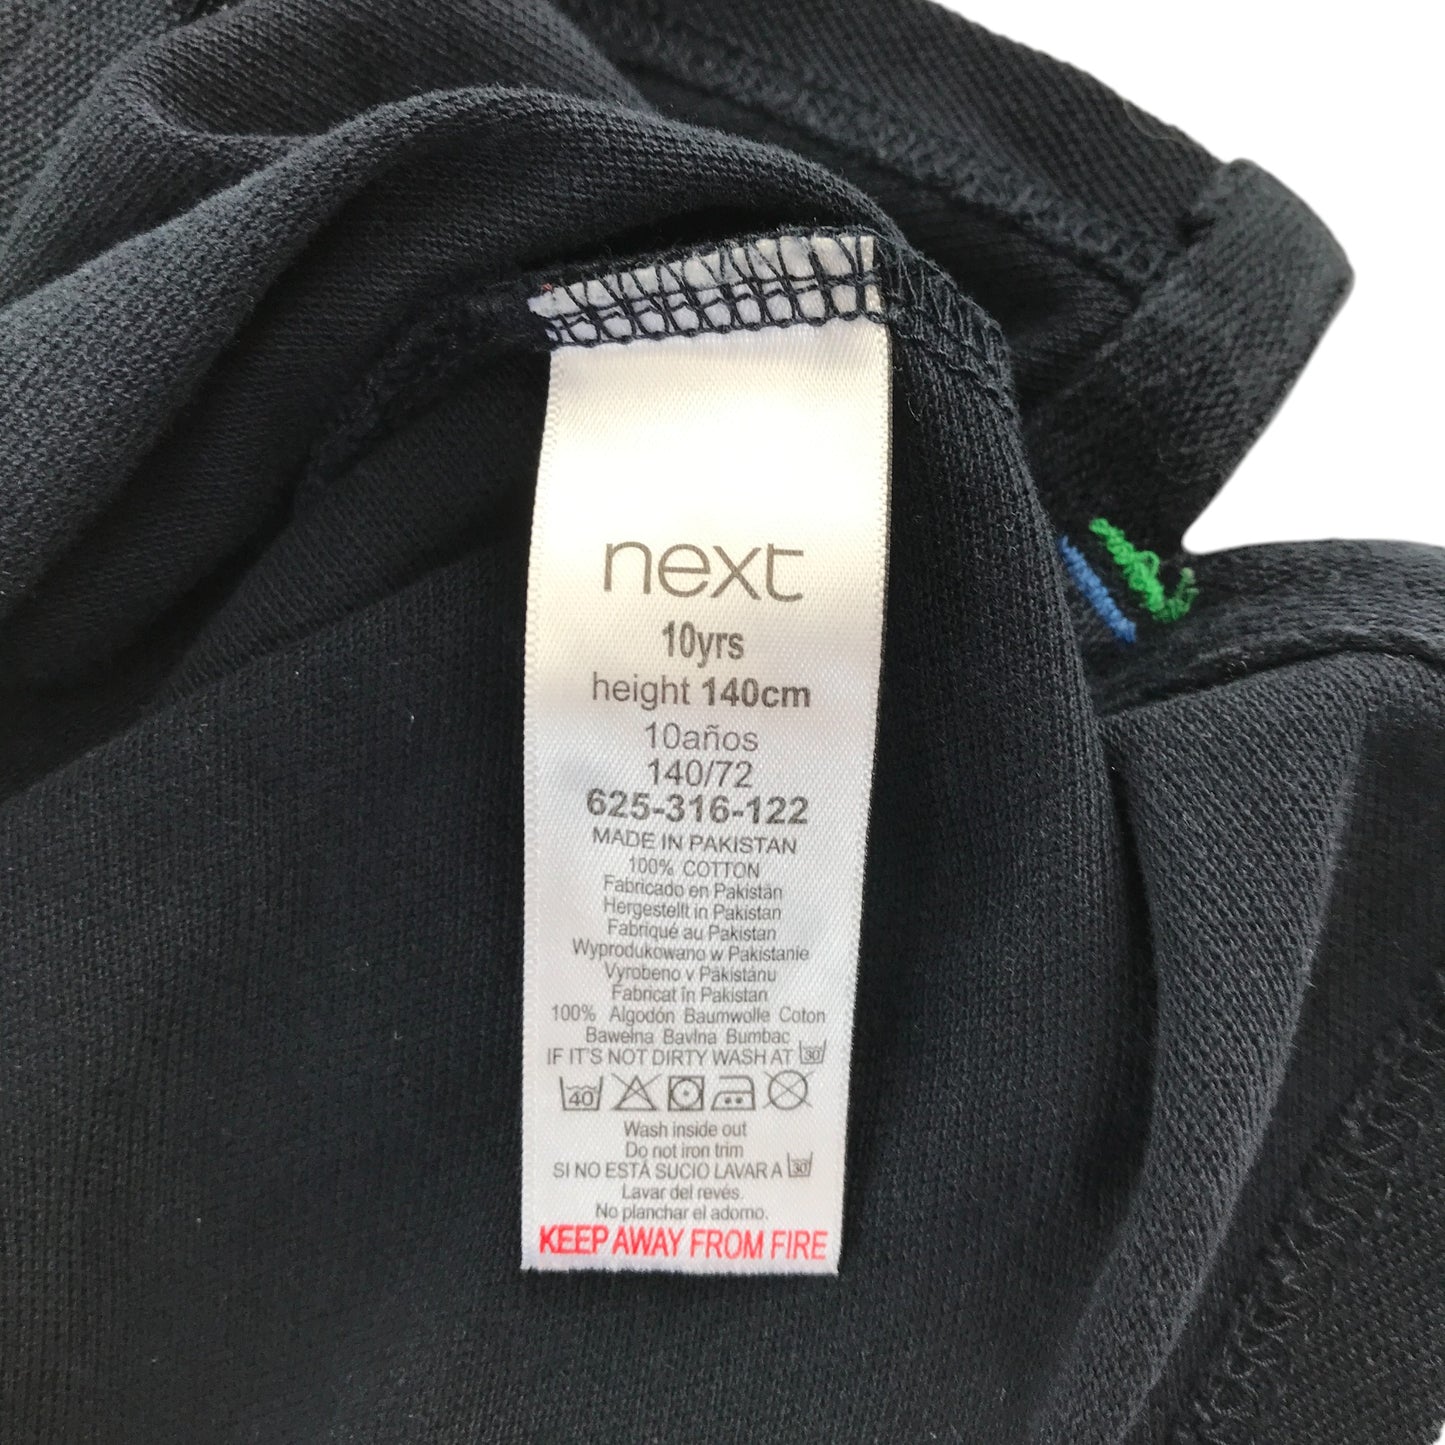 next
10yrs
height 140cm
10años
140/72
625-316-122
MADE IN PAKISTAN
100% COTTON
Fabricado en Pakistán
Hergestellt in Pakistan
Fabriqué au Pakistan
Wyprodukowano w Pakistanie
Vyrobeno v Pákistánu
Fabricat în Pakistan
100% Algodón Baumwolle Coton
Bawełna Bavlna Bumbac
IF IT'S NOT DIRTY WASH AT 30
40
Wash inside out
Do not iron trim
SI NO ESTÁ SUCIO LAVAR A 30
Lavar del revés.
No planchar el adorno.
KEEP AWAY FROM FIRE